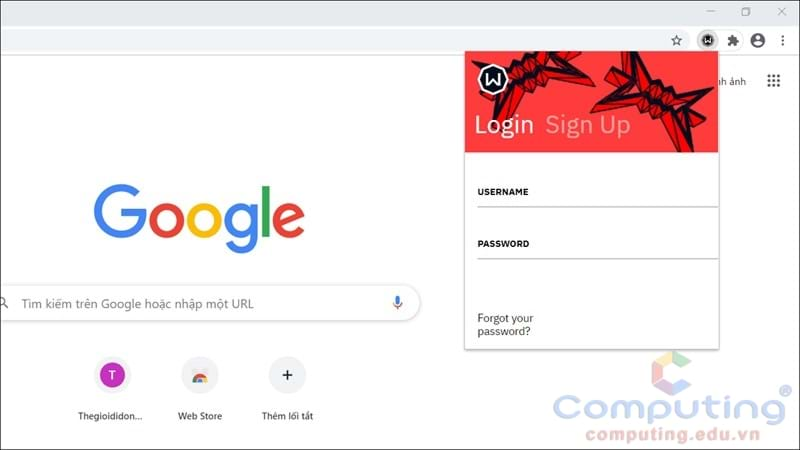 nh ảnh
W
Login Sign Up
USERNAME
PASSWORD
Forgot your
password?
Google
Tìm kiếm trên Google hoặc nhập một URL
T
Thegioididon...
Web Store
Thêm lối tắt
Computing®
computing.edu.vn